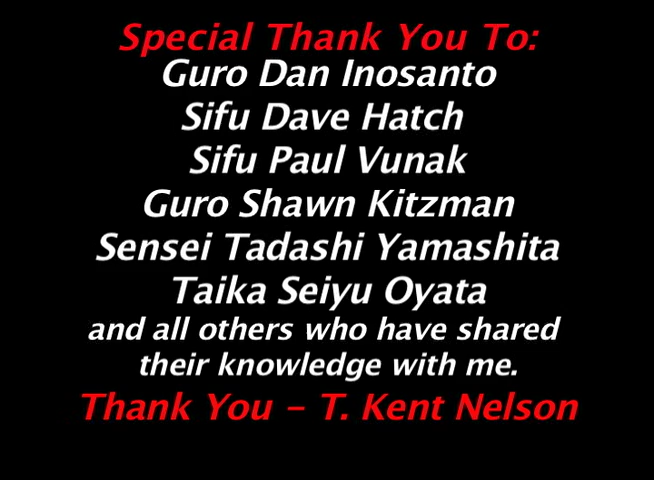 Special Thank You To:
Guro Dan Inosanto
Sifu Dave Hatch
Sifu Paul Vunak
Guro Shawn Kitzman
Sensei Tadashi Yamashita
Taika Seiyu Oyata
and all others who have shared
their knowledge with me.
Thank You – T. Kent Nelson